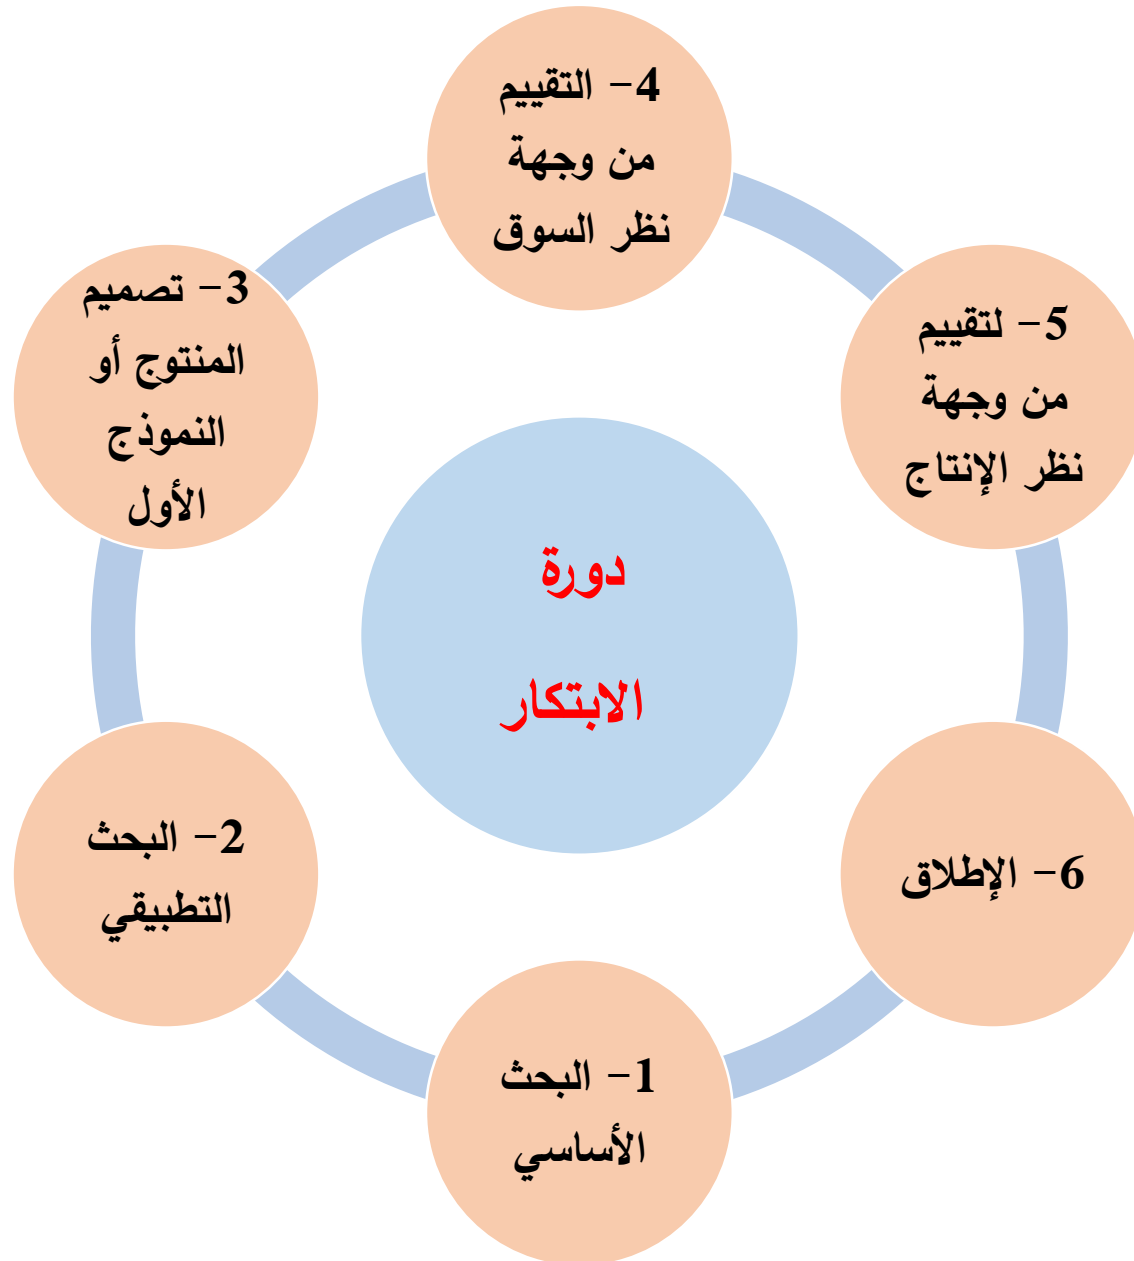 4- التقييم
من وجهة
نظر السوق
3- تصميم
المنتوج أو
النموذج
الأول
5- لتقييم
من وجهة
نظر الإنتاج
دورة
الابتكار
2- البحث
التطبيقي
6- الإطلاق
1- البحث
الأساسي